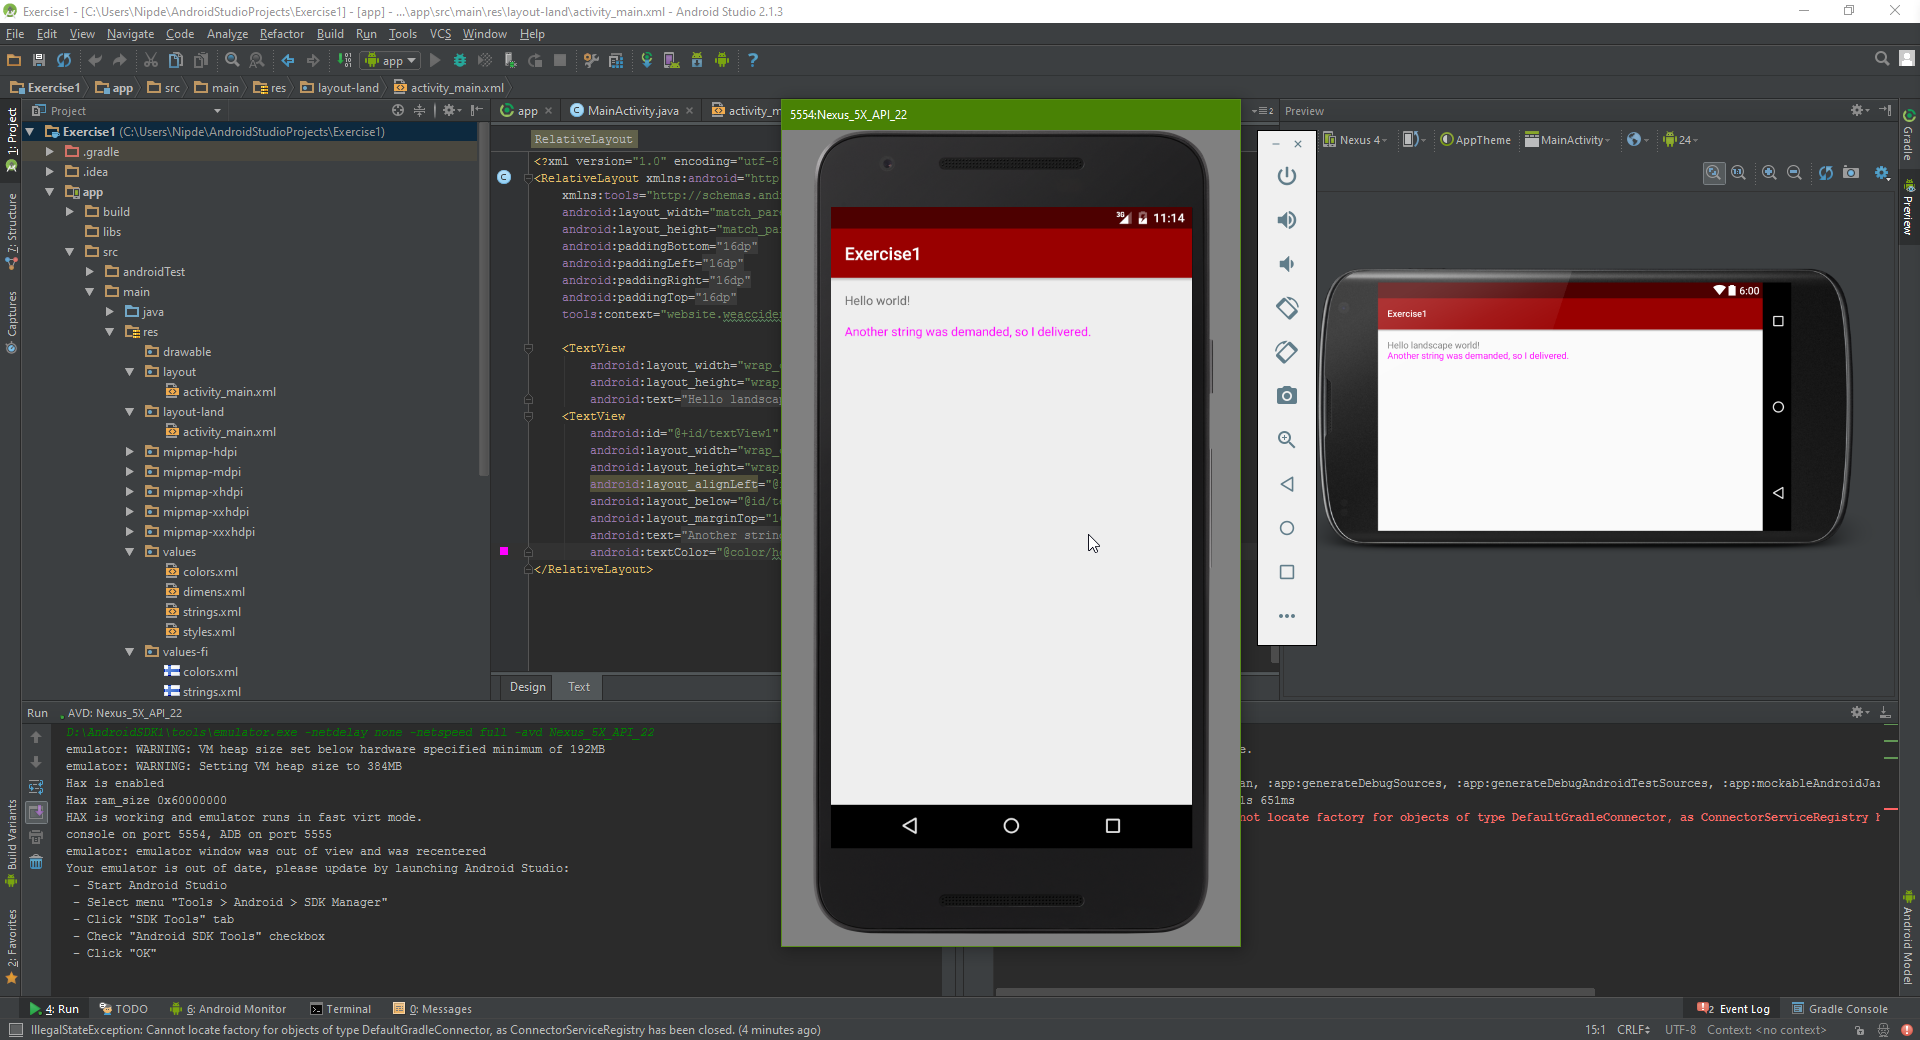 Exercise1 - [C:\Users\Nipde\AndroidStudioProjects\Exercise1] - [app] - ...\app\src\main\res\layout-land\activity_main.xml - Android Studio 2.1.3
File Edit View Navigate Code Analyze Refactor Build Run Tools VCS Window Help
app
Exercise1 app src main res layout-land activity_main.xml
1: Project
7: Structure
Captures
Build Variants
2: Favorites
Project
Exercise1 (C:\Users\Nipde\AndroidStudioProjects\Exercise1)
.gradle
.idea
app
build
libs
src
androidTest
main
java
res
drawable
layout
activity_main.xml
layout-land
activity_main.xml
mipmap-hdpi
mipmap-mdpi
mipmap-xhdpi
mipmap-xxhdpi
mipmap-xxxhdpi
values
colors.xml
dimens.xml
strings.xml
styles.xml
values-fi
colors.xml
strings.xml
app MainActivity.java activity_m
RelativeLayout
<?xml version="1.0" encoding="utf-8"
<RelativeLayout xmlns:android="http
xmlns:tools="http://schemas.and
android:layout_width="match_par
android:layout_height="match_pa
android:paddingBottom="16dp"
android:paddingLeft="16dp"
android:paddingRight="16dp"
android:paddingTop="16dp"
tools:context="website.weaccide
<TextView
android:layout_width="wrap_
android:layout_height="wrap_
android:text="Hello landsca
<TextView
android:id="@+id/textView1"
android:layout_width="wrap_
android:layout_height="wrap_
android:layout_alignLeft="@
android:layout_below="@id/t
android:layout_marginTop="1
android:text="Another strin
android:textColor="@color/h
</RelativeLayout>
Design Text
5554:Nexus_5X_API_22
3G 11:14
Exercise1
Hello world!
Another string was demanded, so I delivered.
2 Preview
Nexus 4 AppTheme MainActivity 24
1:1
6:00
Exercise1
Hello landscape world!
Another string was demanded, so I delivered.
Gradle
Preview
Android Model
Run AVD: Nexus_5X_API_22
D:\AndroidSDK1\tools\emulator.exe -netdelay none -netspeed full -avd Nexus_5X_API_22
emulator: WARNING: VM heap size set below hardware specified minimum of 192MB
emulator: WARNING: Setting VM heap size to 384MB
Hax is enabled
Hax ram_size 0x60000000
HAX is working and emulator runs in fast virt mode.
console on port 5554, ADB on port 5555
emulator: emulator window was out of view and was recentered
Your emulator is out of date, please update by launching Android Studio:
- Start Android Studio
- Select menu "Tools > Android > SDK Manager"
- Click "SDK Tools" tab
- Check "Android SDK Tools" checkbox
- Click "OK"
e.
an, :app:generateDebugSources, :app:generateDebugAndroidTestSources, :app:mockableAndroidJar
ls 651ms
not locate factory for objects of type DefaultGradleConnector, as ConnectorServiceRegistry h
4: Run TODO 6: Android Monitor Terminal 0: Messages 2 Event Log Gradle Console
IllegalStateException: Cannot locate factory for objects of type DefaultGradleConnector, as ConnectorServiceRegistry has been closed. (4 minutes ago) 15:1 CRLF UTF-8 Context: <no context>